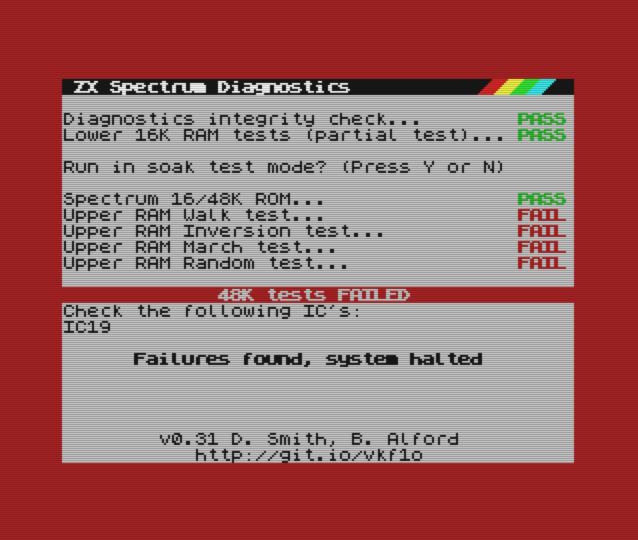 ZX Spectrum Diagnostics
Diagnostics integrity check... PASS
Lower 16K RAM tests (partial test)... PASS
Run in soak test mode? (Press Y or N)
Spectrum 16/48K ROM... PASS
Upper RAM Walk test... FAIL
Upper RAM Inversion test... FAIL
Upper RAM March test... FAIL
Upper RAM Random test... FAIL
48K tests FAILED
Check the following IC's:
IC19
Failures found, system halted
v0.31 D. Smith, B. Alford
http://git.io/vkf1o